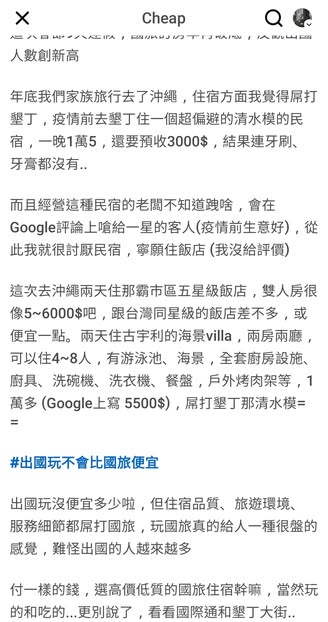 Cheap
人數創新高
年底我們家族旅行去了沖繩，住宿方面我覺得屌打
墾丁，疫情前去墾丁住一個超偏避的清水模的民
宿，一晚1萬5，還要預收3000$，結果連牙刷、
牙膏都沒有..
而且經營這種民宿的老闆不知道跩啥，會在
Google評論上嗆給一星的客人(疫情前生意好)，從
此我就很討厭民宿，寧願住飯店 (我沒給評價)
這次去沖繩兩天住那霸市區五星級飯店，雙人房很
像5~6000$吧，跟台灣同星級的飯店差不多，或
便宜一點。兩天住古宇利的海景villa，兩房兩廳，
可以住4~8人，有游泳池、海景，全套廚房設施、
廚具、洗碗機、洗衣機、餐盤，戶外烤肉架等，1
萬多 (Google上寫 5500$)，屌打墾丁那清水模=
=
#出國玩不會比國旅便宜
出國玩沒便宜多少啦，但住宿品質、旅遊環境、
服務細節都屌打國旅，玩國旅真的給人一種很盤的
感覺，難怪出國的人越來越多
付一樣的錢，選高價低質的國旅住宿幹嘛，當然玩
的和吃的...更別說了，看看國際通和墾丁大街..